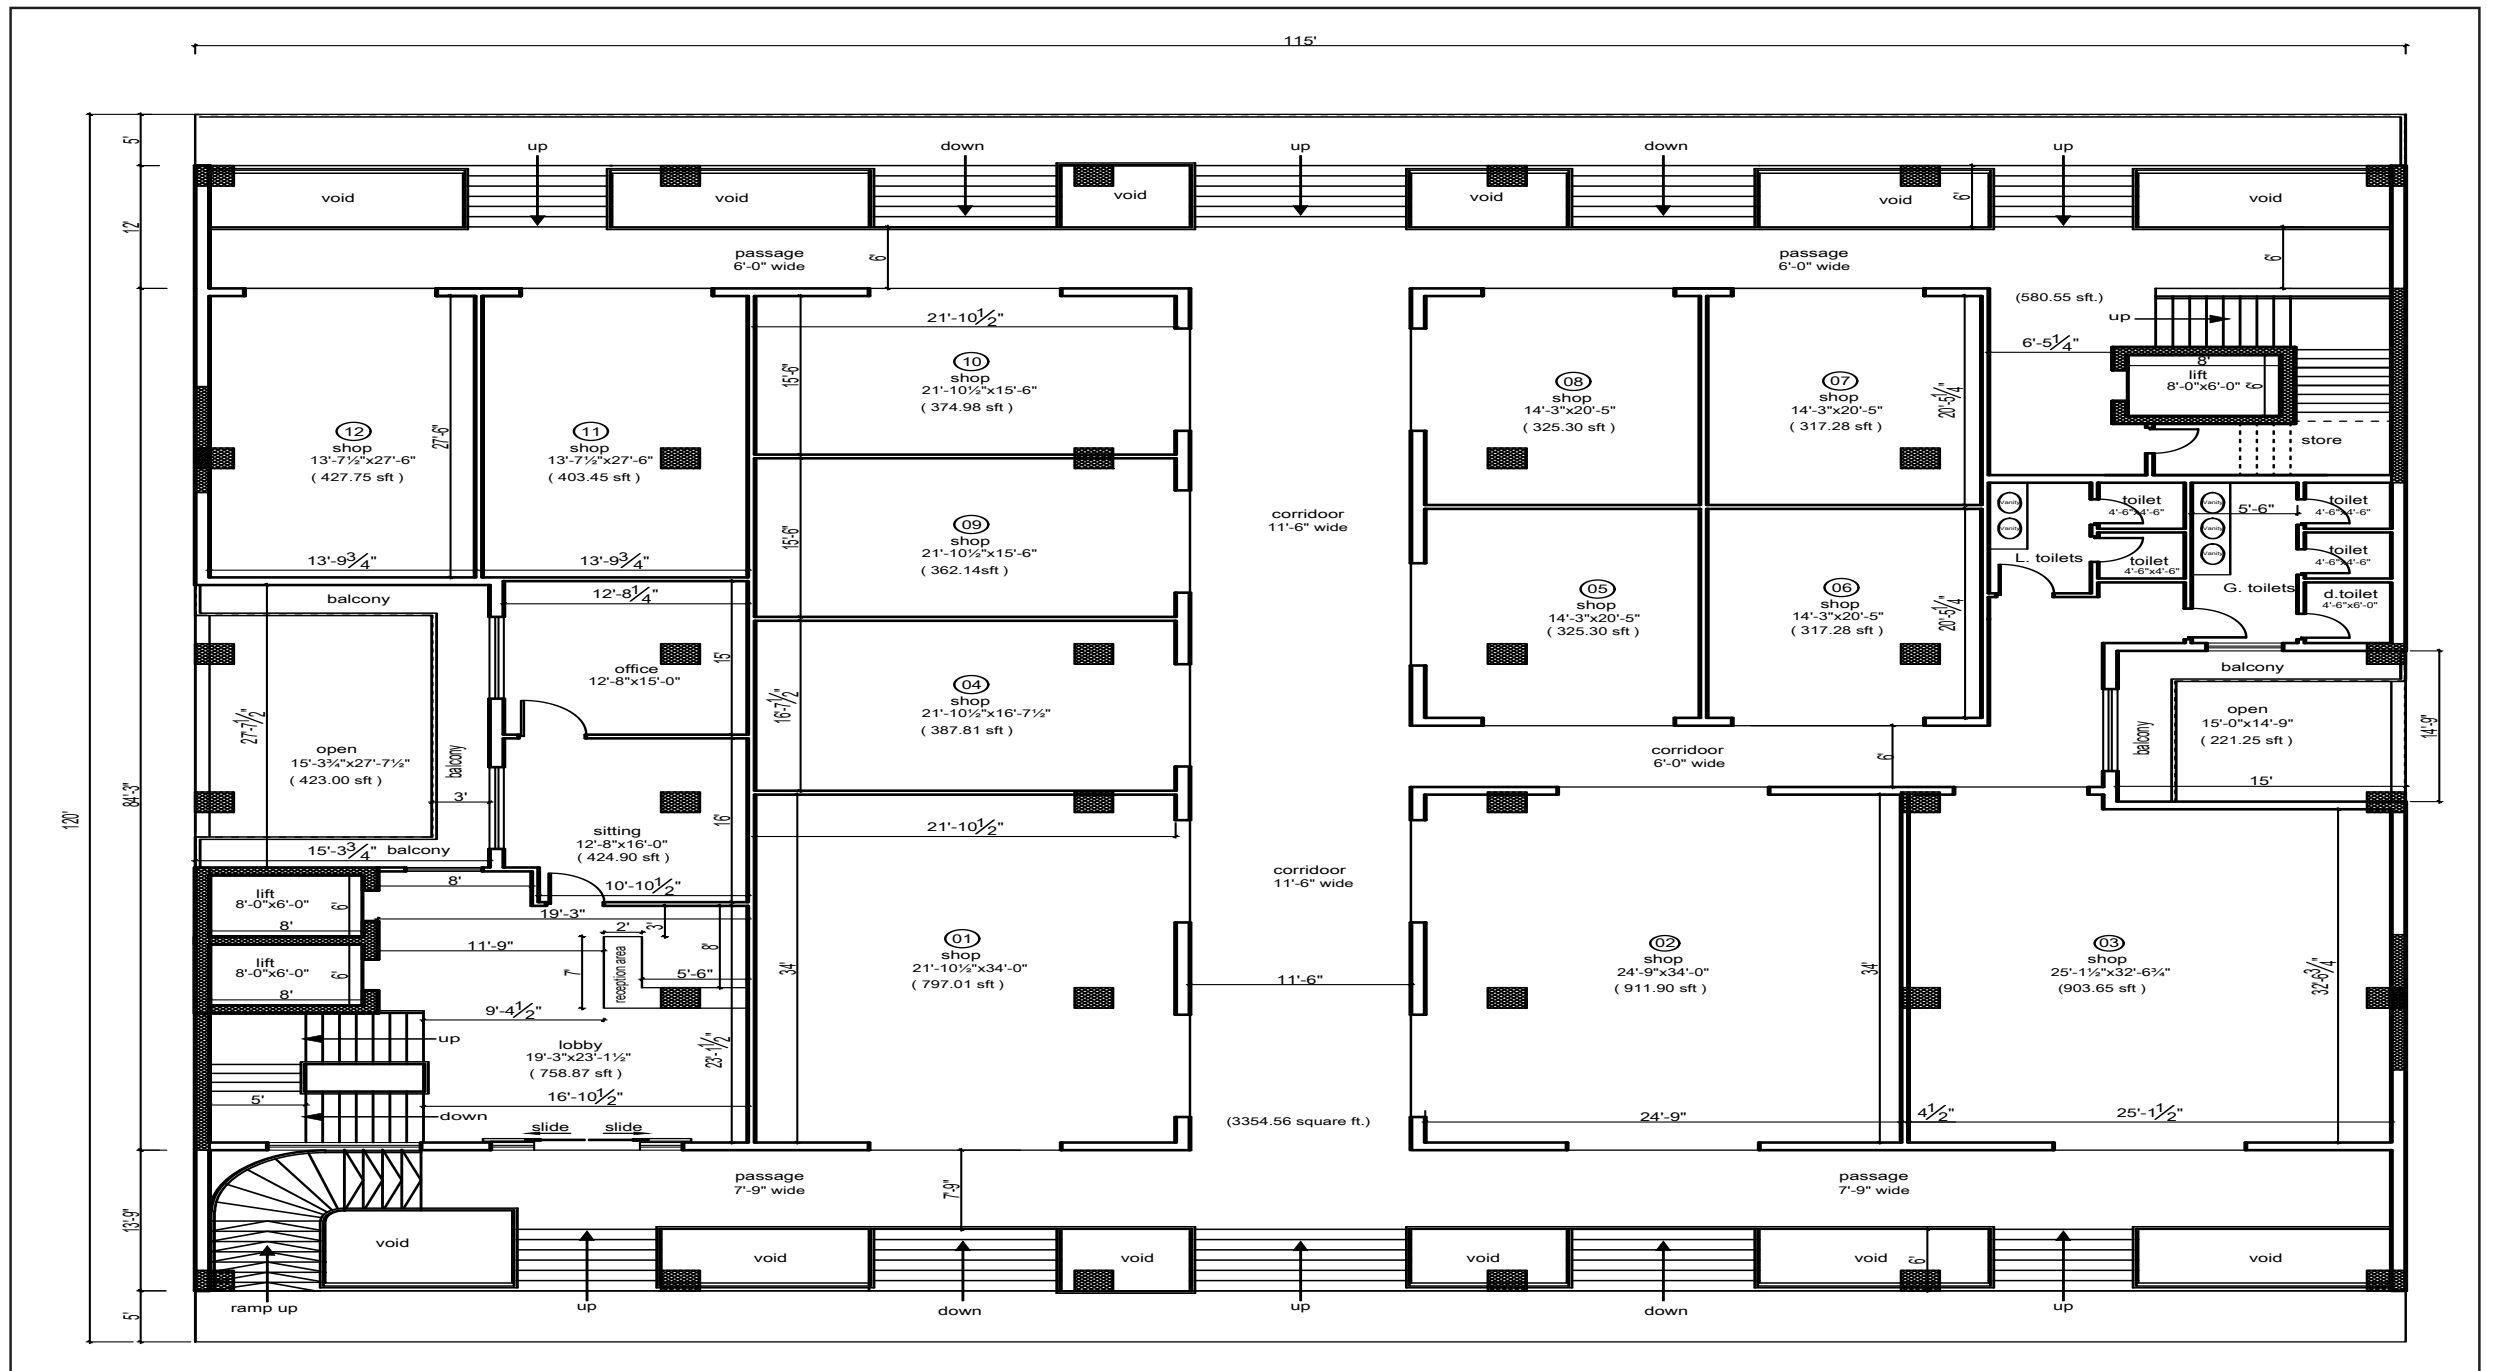 115'
120'
5'
12'
84'-3"
13'-9"
5'
up
down
up
down
up
void
void
void
void
void
void
6'
passage
6'-0" wide
6'
passage
6'-0" wide
6'
12
shop
13'-7½"x27'-6"
( 427.75 sft )
27'-6"
13'-9¾"
11
shop
13'-7½"x27'-6"
( 403.45 sft )
13'-9¾"
21'-10½"
15'-6"
10
shop
21'-10½"x15'-6"
( 374.98 sft )
15'-6"
09
shop
21'-10½"x15'-6"
( 362.14sft )
16'-7½"
04
shop
21'-10½"x16'-7½"
( 387.81 sft )
corridoor
11'-6" wide
08
shop
14'-3"x20'-5"
( 325.30 sft )
07
shop
14'-3"x20'-5"
( 317.28 sft )
20'-5¼"
05
shop
14'-3"x20'-5"
( 325.30 sft )
06
shop
14'-3"x20'-5"
( 317.28 sft )
20'-5¼"
(580.55 sft.)
up
6'-5¼"
8'
lift
8'-0"x6'-0"
6'
store
Vanity
Vanity
toilet
4'-6"x4'-6"
L. toilets
toilet
4'-6"x4'-6"
Vanity
Vanity
Vanity
5'-6"
G. toilets
toilet
4'-6"x4'-6"
toilet
4'-6"x4'-6"
d.toilet
4'-6"x6'-0"
balcony
balcony
open
15'-0"x14'-9"
( 221.25 sft )
15'
14'-9"
balcony
27'-7½"
open
15'-3¾"x27'-7½"
( 423.00 sft )
balcony
3'
15'-3¾"
balcony
12'-8¼"
15'
office
12'-8"x15'-0"
16'
sitting
12'-8"x16'-0"
( 424.90 sft )
10'-10½"
8'
lift
8'-0"x6'-0"
6'
8'
lift
8'-0"x6'-0"
6'
8'
19'-3"
11'-9"
2'
3'
8'
7'
reception area
5'-6"
9'-4½"
up
lobby
19'-3"x23'-1½"
( 758.87 sft )
23'-1½"
16'-10½"
5'
down
slide
slide
21'-10½"
34'
01
shop
21'-10½"x34'-0"
( 797.01 sft )
corridoor
11'-6" wide
11'-6"
(3354.56 square ft.)
corridoor
6'-0" wide
6'
02
shop
24'-9"x34'-0"
( 911.90 sft )
34'
24'-9"
4½"
03
shop
25'-1½"x32'-6¾"
(903.65 sft )
32'-6¾"
25'-1½"
passage
7'-9" wide
7'-9"
passage
7'-9" wide
void
void
void
void
void
6'
void
ramp up
up
down
up
down
up